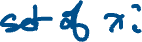 set of x: